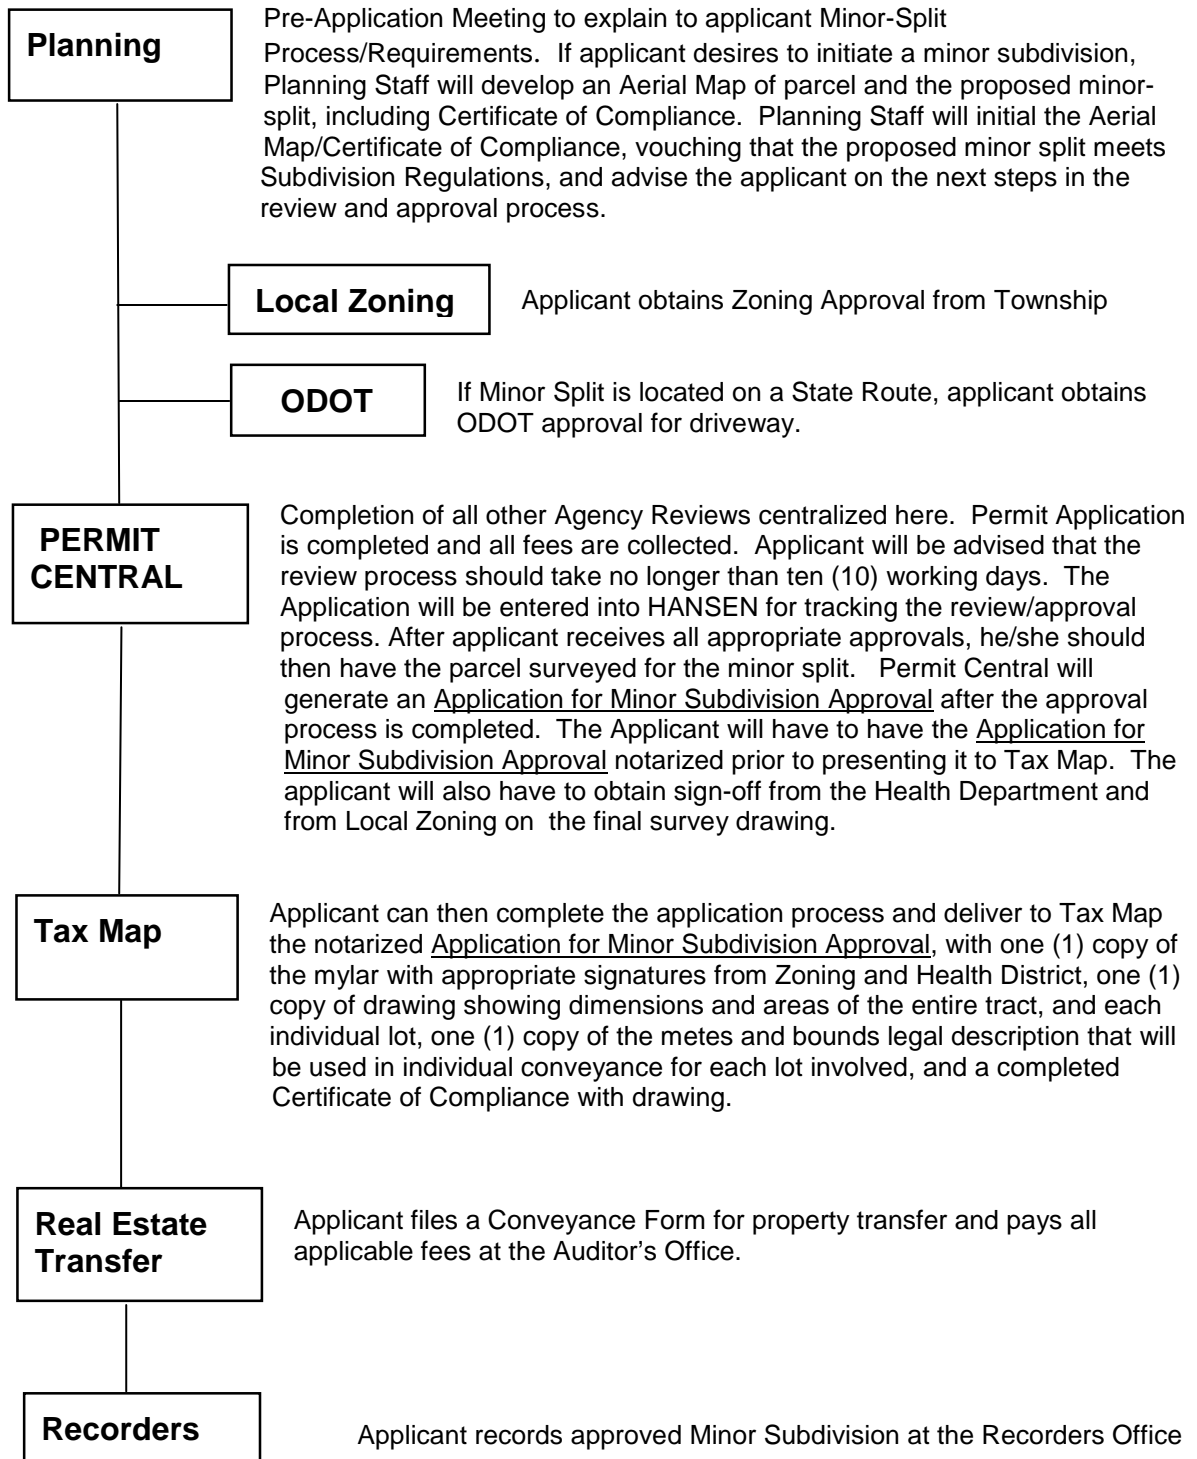 Planning
Pre-Application Meeting to explain to applicant Minor-Split
Process/Requirements. If applicant desires to initiate a minor subdivision,
Planning Staff will develop an Aerial Map of parcel and the proposed minor-
split, including Certificate of Compliance. Planning Staff will initial the Aerial
Map/Certificate of Compliance, vouching that the proposed minor split meets
Subdivision Regulations, and advise the applicant on the next steps in the
review and approval process.
Local Zoning
Applicant obtains Zoning Approval from Township
ODOT
If Minor Split is located on a State Route, applicant obtains
ODOT approval for driveway.
PERMIT
CENTRAL
Completion of all other Agency Reviews centralized here. Permit Application
is completed and all fees are collected. Applicant will be advised that the
review process should take no longer than ten (10) working days. The
Application will be entered into HANSEN for tracking the review/approval
process. After applicant receives all appropriate approvals, he/she should
then have the parcel surveyed for the minor split. Permit Central will
generate an Application for Minor Subdivision Approval after the approval
process is completed. The Applicant will have to have the Application for
Minor Subdivision Approval notarized prior to presenting it to Tax Map. The
applicant will also have to obtain sign-off from the Health Department and
from Local Zoning on the final survey drawing.
Tax Map
Applicant can then complete the application process and deliver to Tax Map
the notarized Application for Minor Subdivision Approval, with one (1) copy of
the mylar with appropriate signatures from Zoning and Health District, one (1)
copy of drawing showing dimensions and areas of the entire tract, and each
individual lot, one (1) copy of the metes and bounds legal description that will
be used in individual conveyance for each lot involved, and a completed
Certificate of Compliance with drawing.
Real Estate
Transfer
Applicant files a Conveyance Form for property transfer and pays all
applicable fees at the Auditor's Office.
Recorders
Applicant records approved Minor Subdivision at the Recorders Office